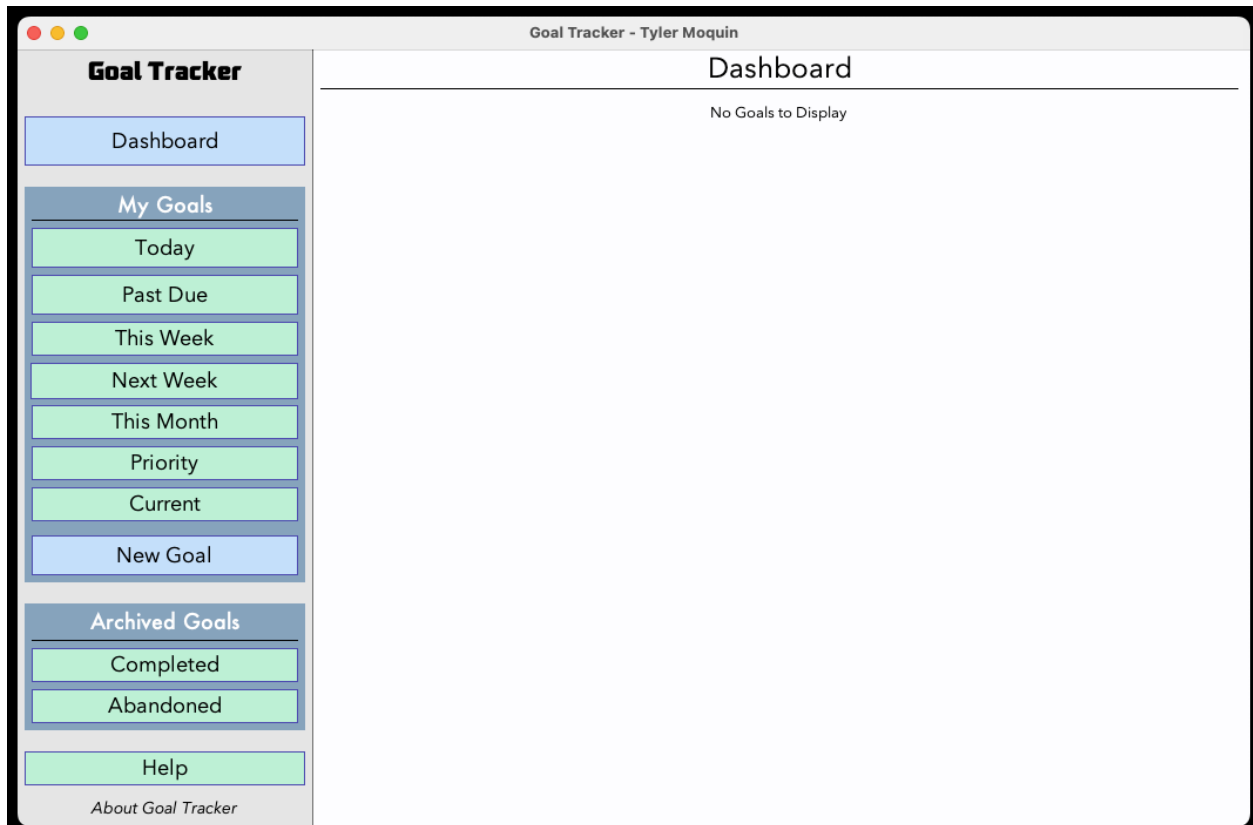 Goal Tracker - Tyler Moquin
Goal Tracker
Dashboard
My Goals
Today
Past Due
This Week
Next Week
This Month
Priority
Current
New Goal
Archived Goals
Completed
Abandoned
Help
About Goal Tracker
Dashboard
No Goals to Display